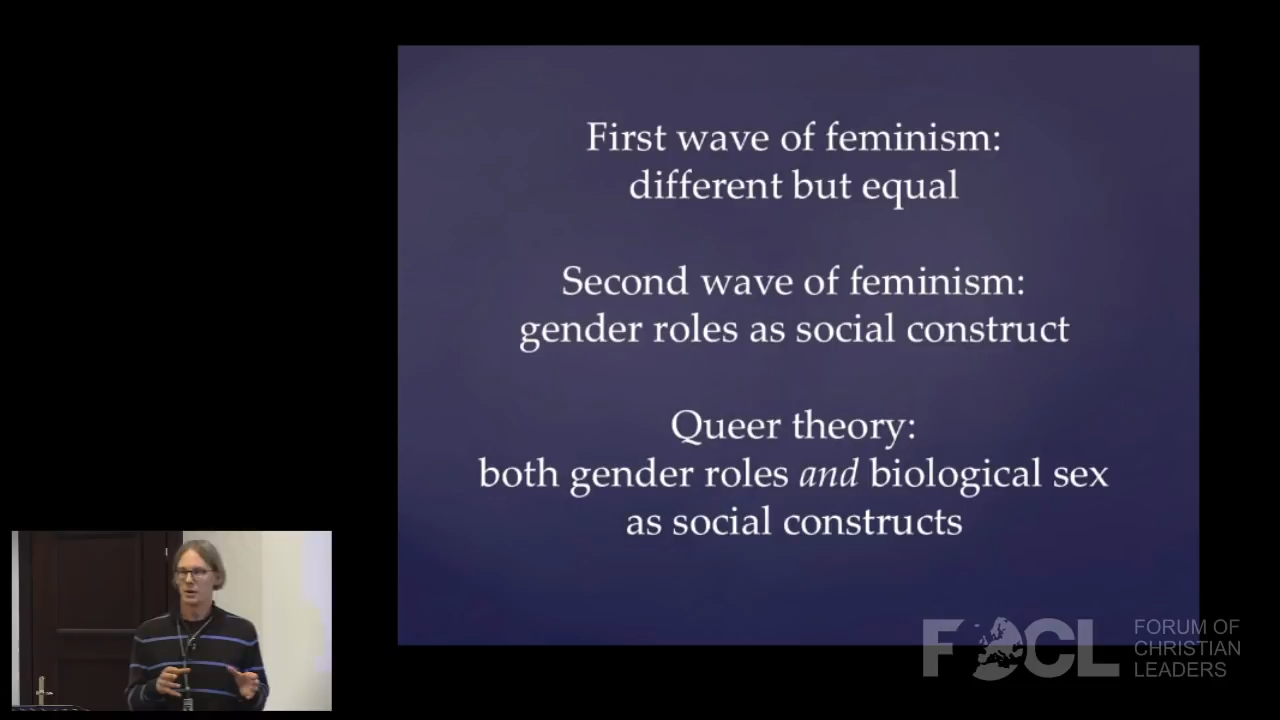 First wave of feminism:
different but equal
Second wave of feminism:
gender roles as social construct
Queer theory:
both gender roles and biological sex
as social constructs
FOCL
FORUM OF
CHRISTIAN
LEADERS